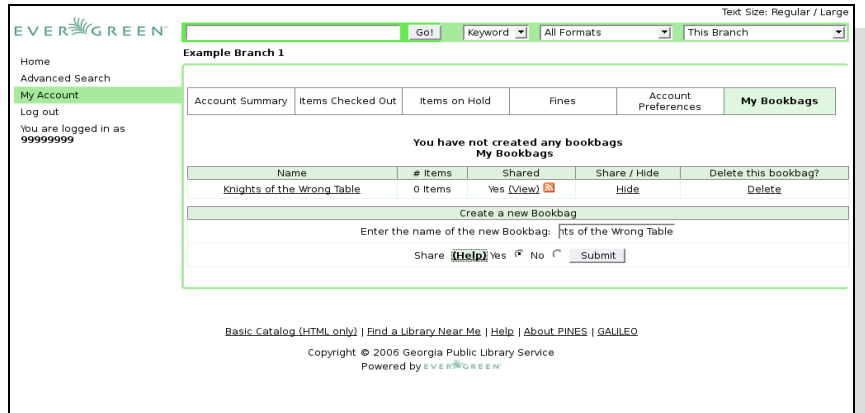 Text Size: Regular / Large
EVERGREEN
Go! Keyword All Formats This Branch
Example Branch 1
Home
Advanced Search
My Account
Log out
You are logged in as
99999999
Account Summary Items Checked Out Items on Hold Fines Account Preferences My Bookbags
You have not created any bookbags
My Bookbags
Name # Items Shared Share / Hide Delete this bookbag?
Knights of the Wrong Table 0 Items Yes (View) Hide Delete
Create a new Bookbag
Enter the name of the new Bookbag: hts of the Wrong Table
Share (Help) Yes No Submit
Basic Catalog (HTML only) | Find a Library Near Me | Help | About PINES | GALILEO
Copyright © 2006 Georgia Public Library Service
Powered by EVERGREEN